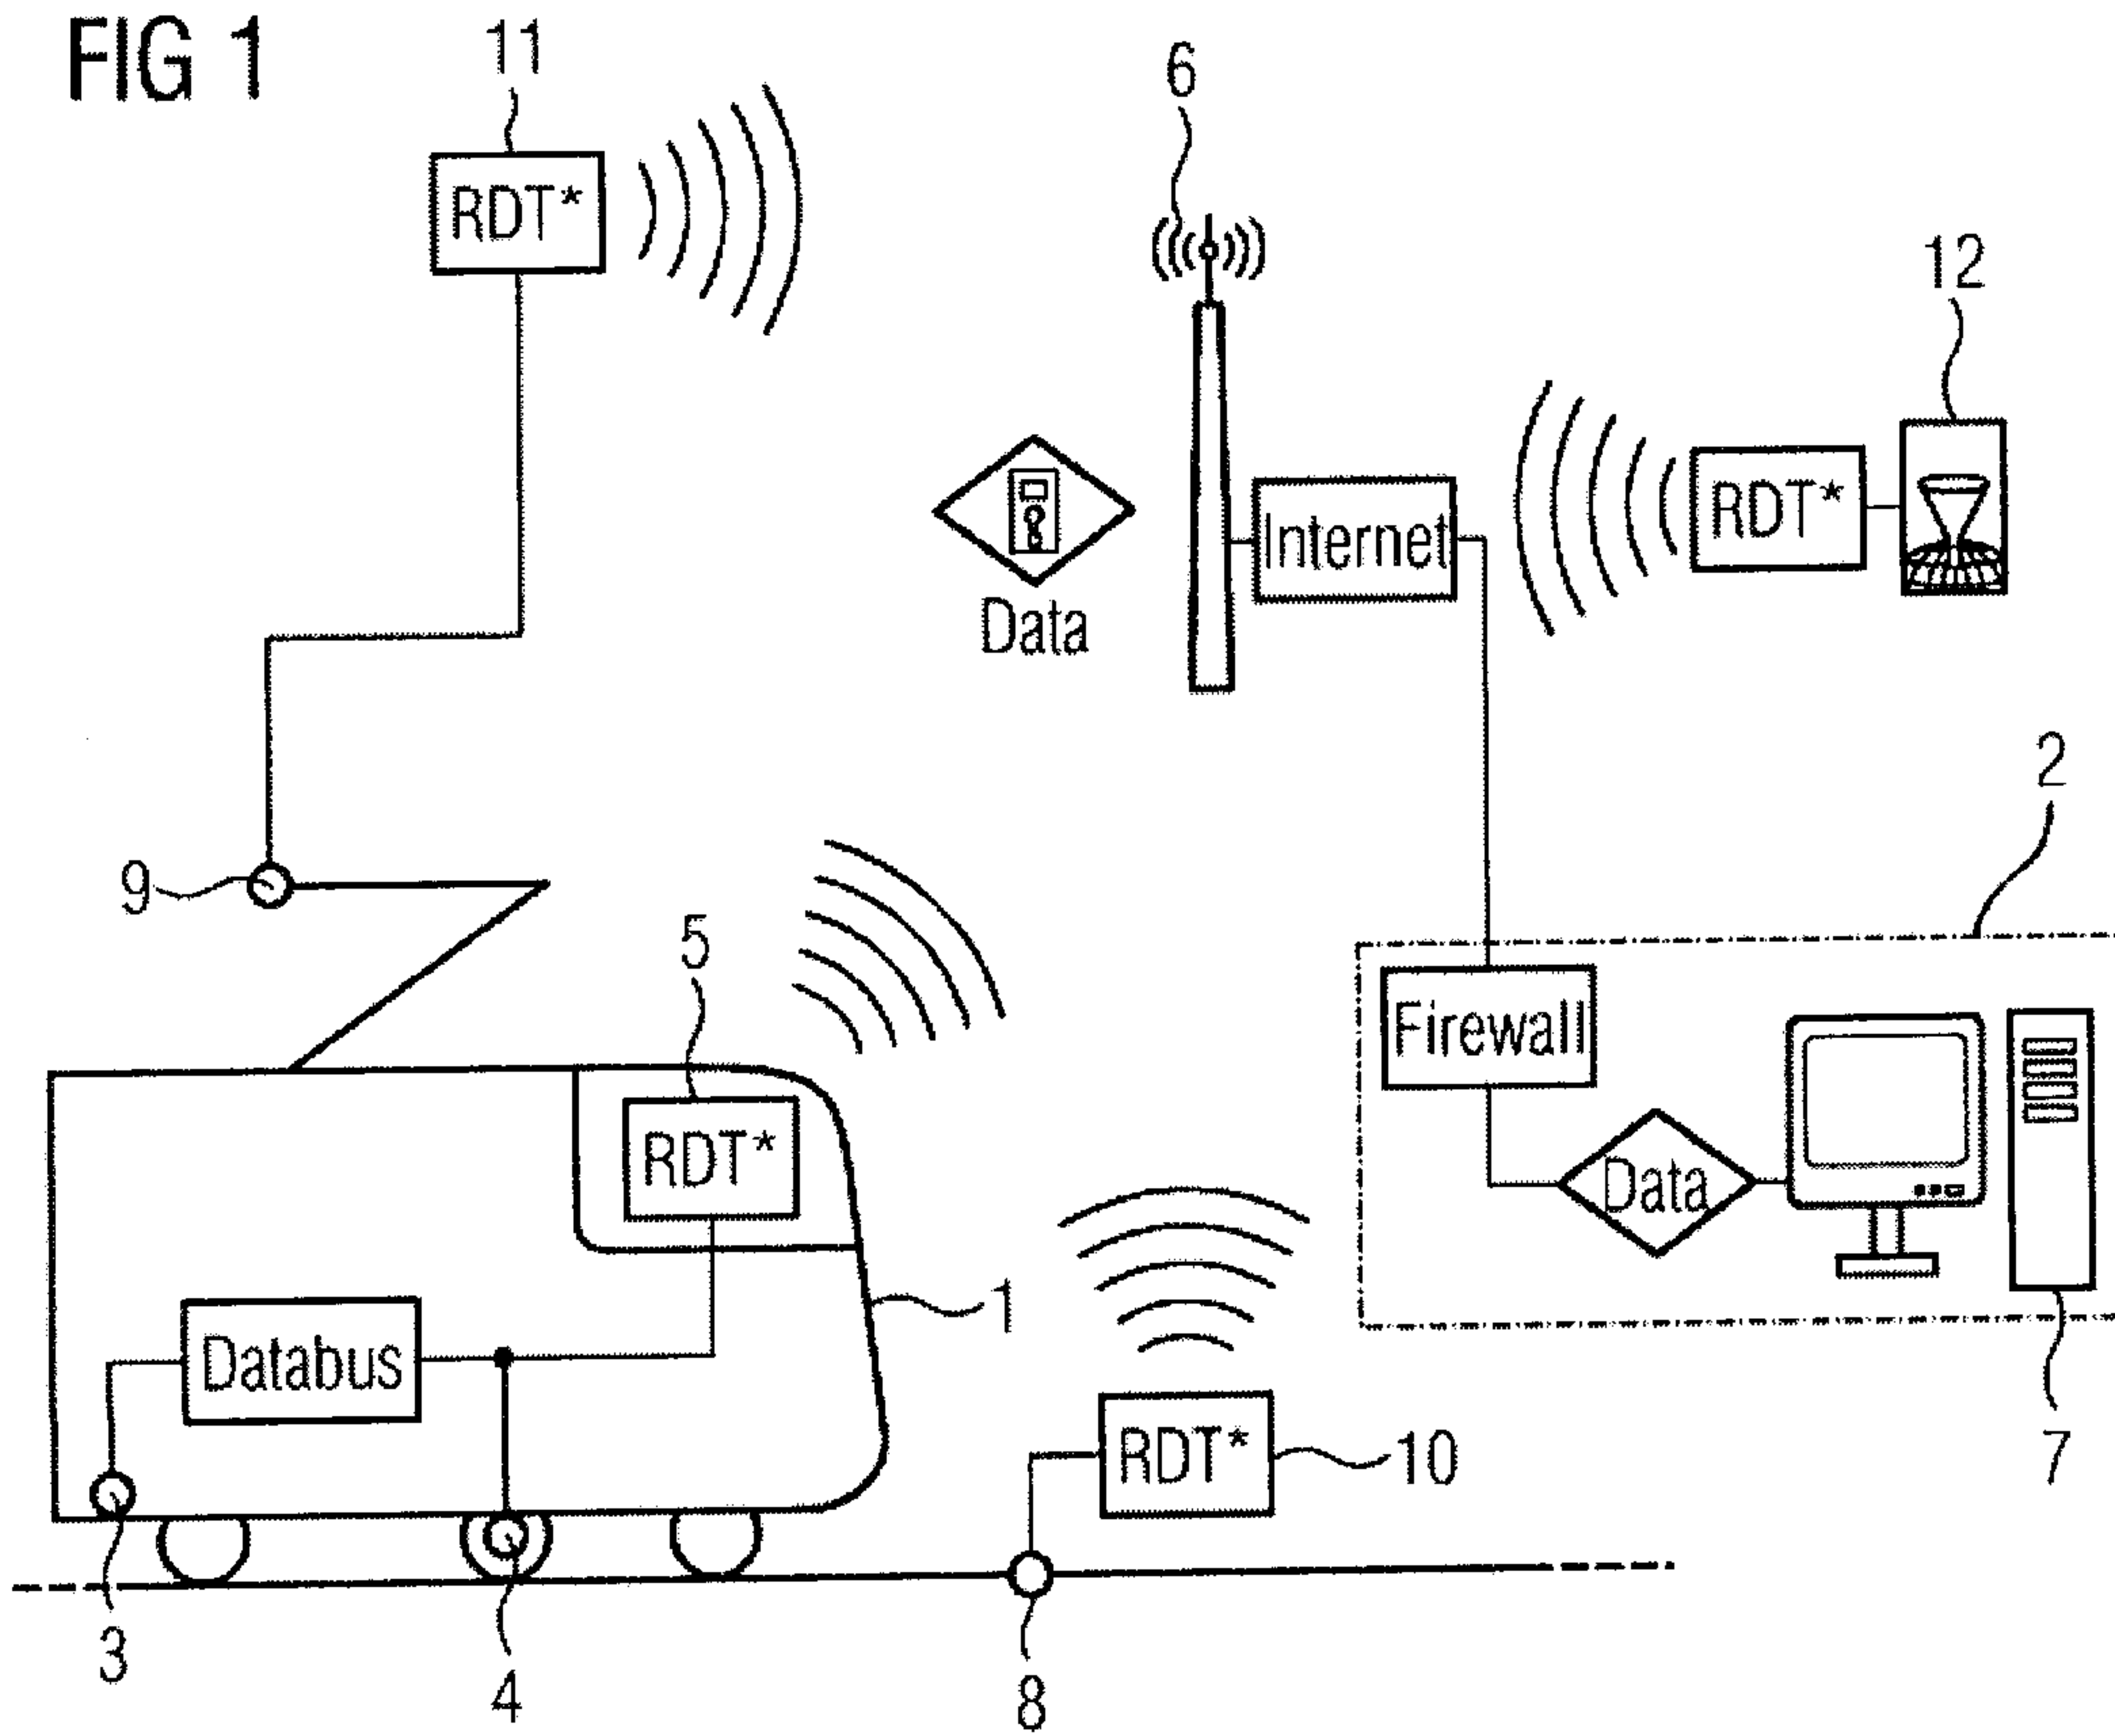 FIG 1
11
6
RDT*
12
RDT*
Internet
Data
2
9
5
Firewall
RDT*
Data
1
Databus
RDT*
10
7
3
4
8